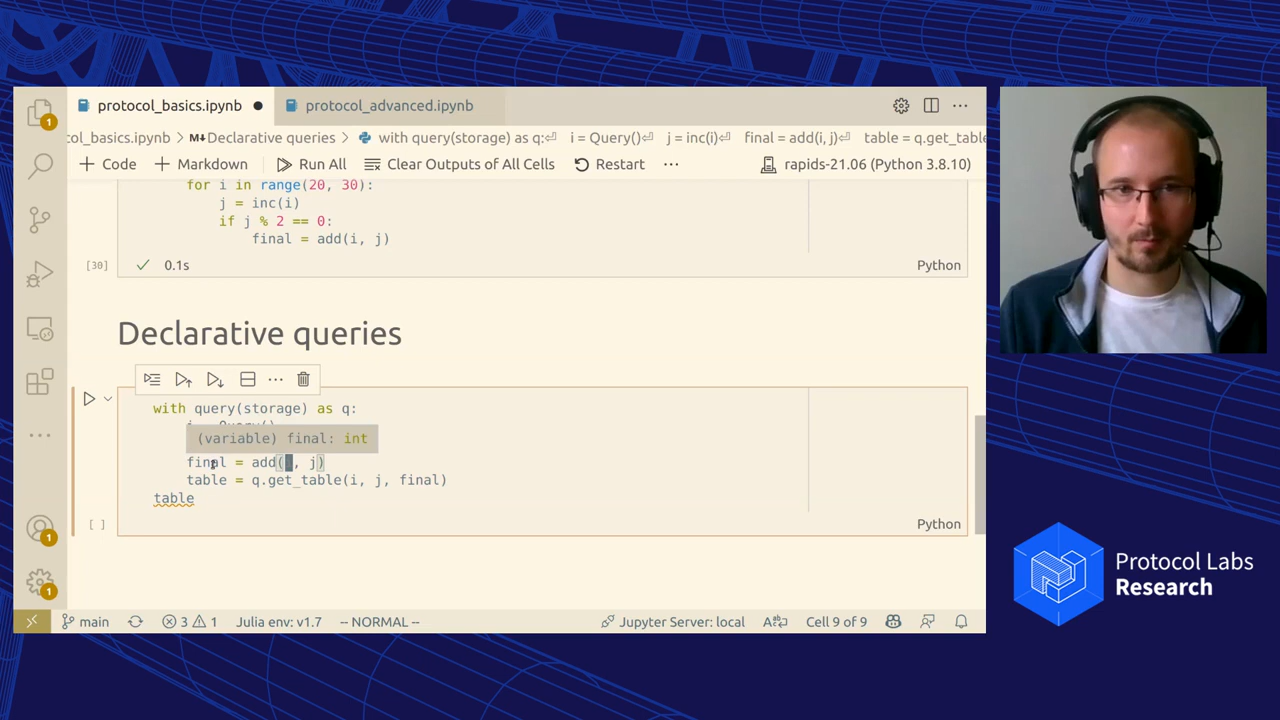 protocol_basics.ipynb
protocol_advanced.ipynb
col_basics.ipynb > M↓Declarative queries > with query(storage) as q:⏎ i = Query()⏎ j = inc(i)⏎ final = add(i, j)⏎ table = q.get_table
+ Code + Markdown Run All Clear Outputs of All Cells Restart ... rapids-21.06 (Python 3.8.10)
for i in range(20, 30):
j = inc(i)
if j % 2 == 0:
final = add(i, j)
[30] 0.1s Python
Declarative queries
with query(storage) as q:
(variable) final: int
final = add(i, j)
table = q.get_table(i, j, final)
table
[ ] Python
main 3 1 Julia env: v1.7 -- NORMAL -- Jupyter Server: local Cell 9 of 9
1
1
1
Protocol Labs
Research